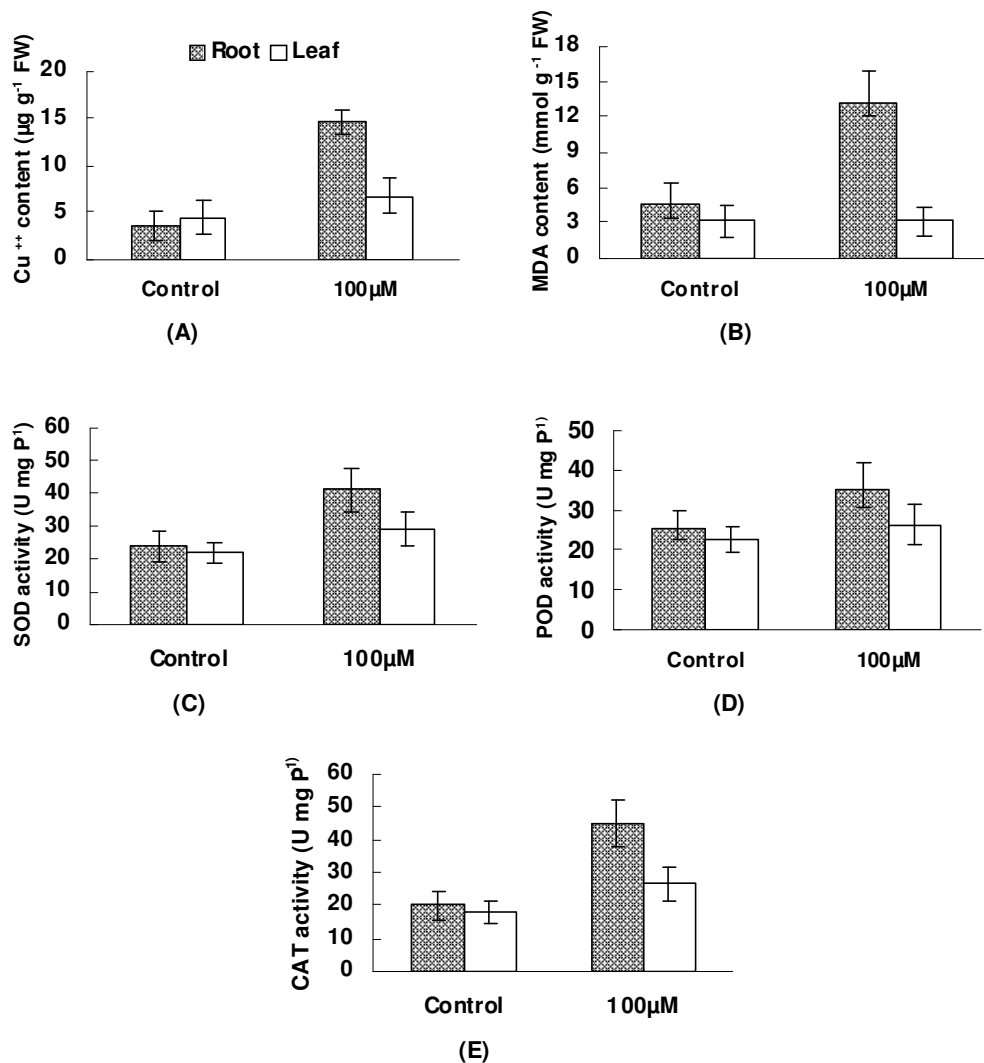 Root Leaf
Cu ++ content (µg g-1 FW)
20
15
10
5
0
Control 100µM
(A)
MDA content (mmol g -1 FW)
18
15
12
9
6
3
0
Control 100µM
(B)
SOD activity (U mg P1)
60
50
40
30
20
10
0
Control 100µM
(C)
POD activity (U mg P1)
50
40
30
20
10
0
Control 100µM
(D)
CAT activity (U mg P1)
60
50
40
30
20
10
0
Control 100µM
(E)